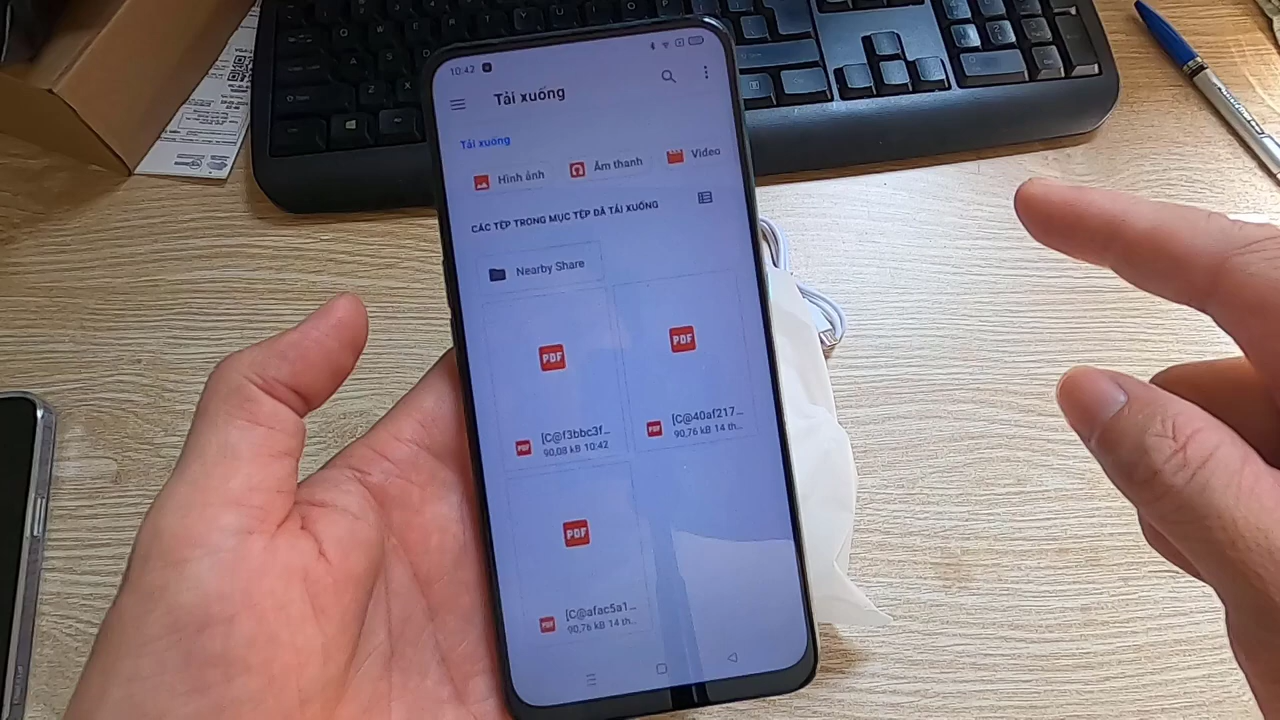 10:42
Tải xuống
Tải xuống
Hình ảnh
Âm thanh
Video
CÁC TỆP TRONG MỤC TỆP ĐÃ TẢI XUỐNG
Nearby Share
PDF
PDF
PDF
[C@f3bbc3f...
90,08 kB 10:42
PDF
[C@40af217...
90,76 kB 14 th...
PDF
PDF
[C@afac5a1...
90,76 kB 14 th...
Q W E R T Y
A S
Z X